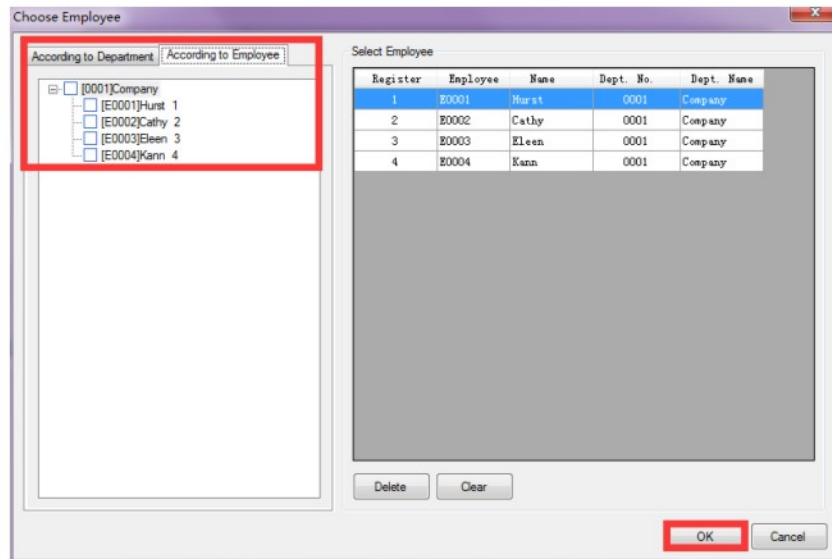 Choose Employee
According to Department According to Employee
[0001]Company
[E0001]Hurst 1
[E0002]Cathy 2
[E0003]Eleen 3
[E0004]Kann 4
Select Employee
Register Employee Name Dept. No. Dept. Name
1 E0001 Hurst 0001 Company
2 E0002 Cathy 0001 Company
3 E0003 Eleen 0001 Company
4 E0004 Kann 0001 Company
Delete Clear
OK Cancel